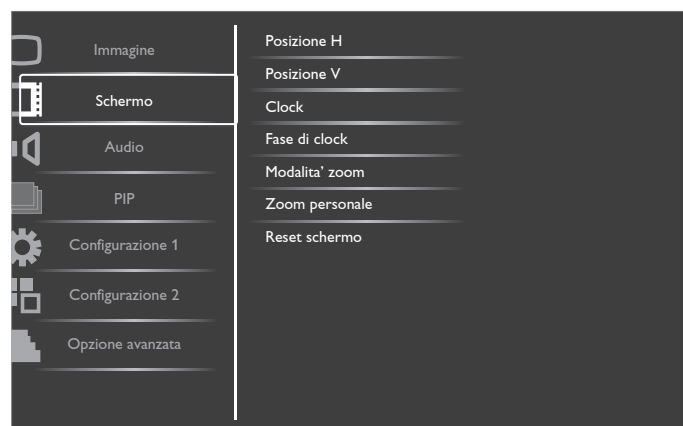 Immagine
Schermo
Audio
PIP
Configurazione 1
Configurazione 2
Opzione avanzata
Posizione H
Posizione V
Clock
Fase di clock
Modalita' zoom
Zoom personale
Reset schermo